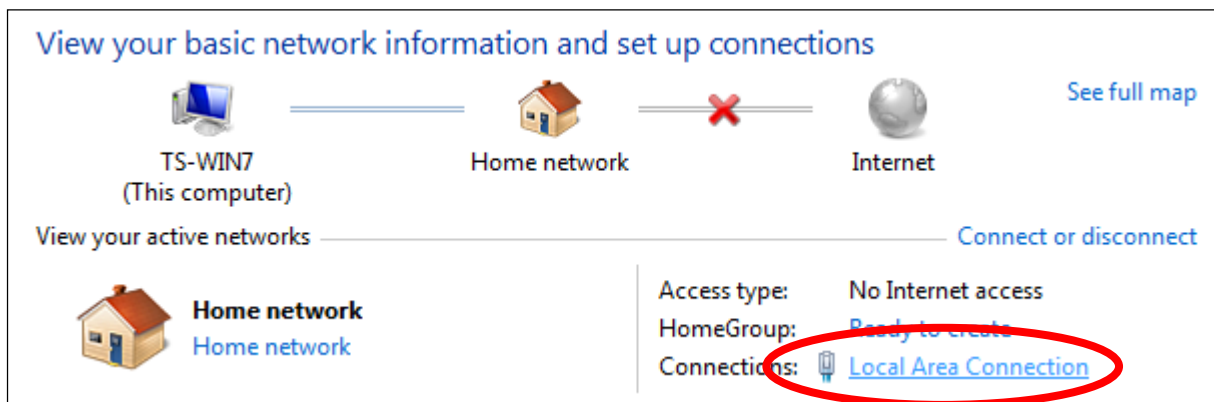 View your basic network information and set up connections
See full map
TS-WIN7
(This computer)
Home network
Internet
View your active networks
Connect or disconnect
Home network
Home network
Access type: No Internet access
HomeGroup: Ready to create
Connections: Local Area Connection